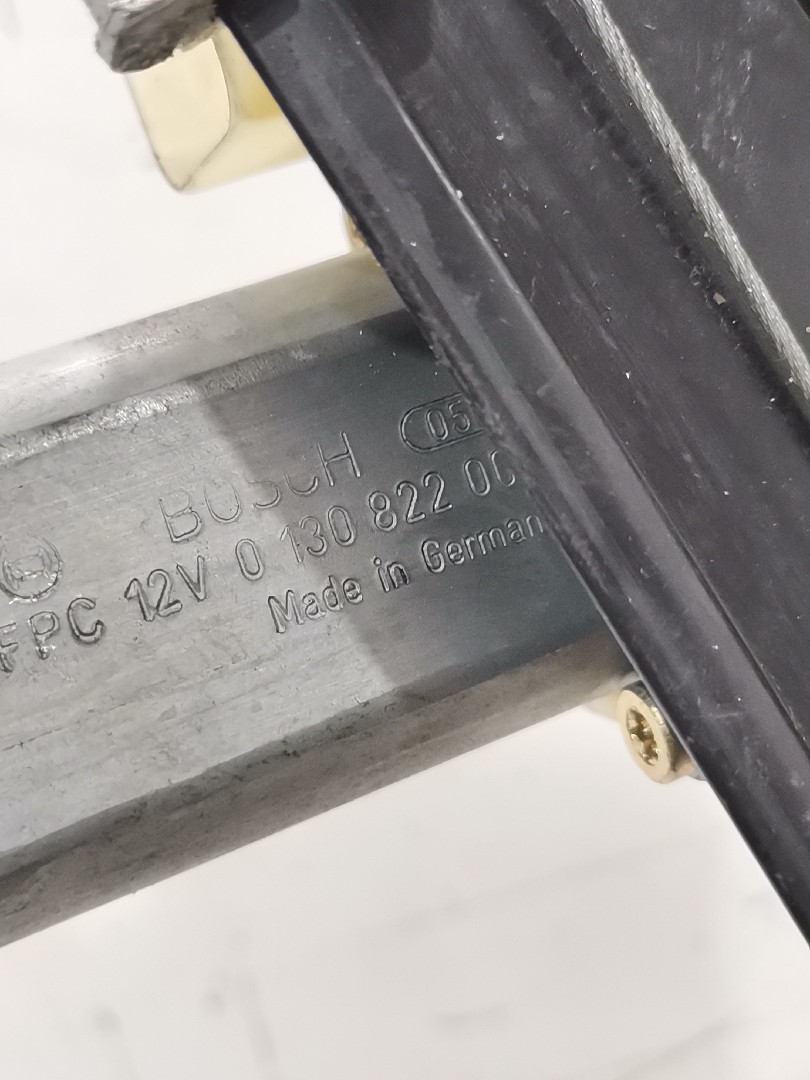 BOSCH 05
FPC 12V 0 130 822 00
Made in German